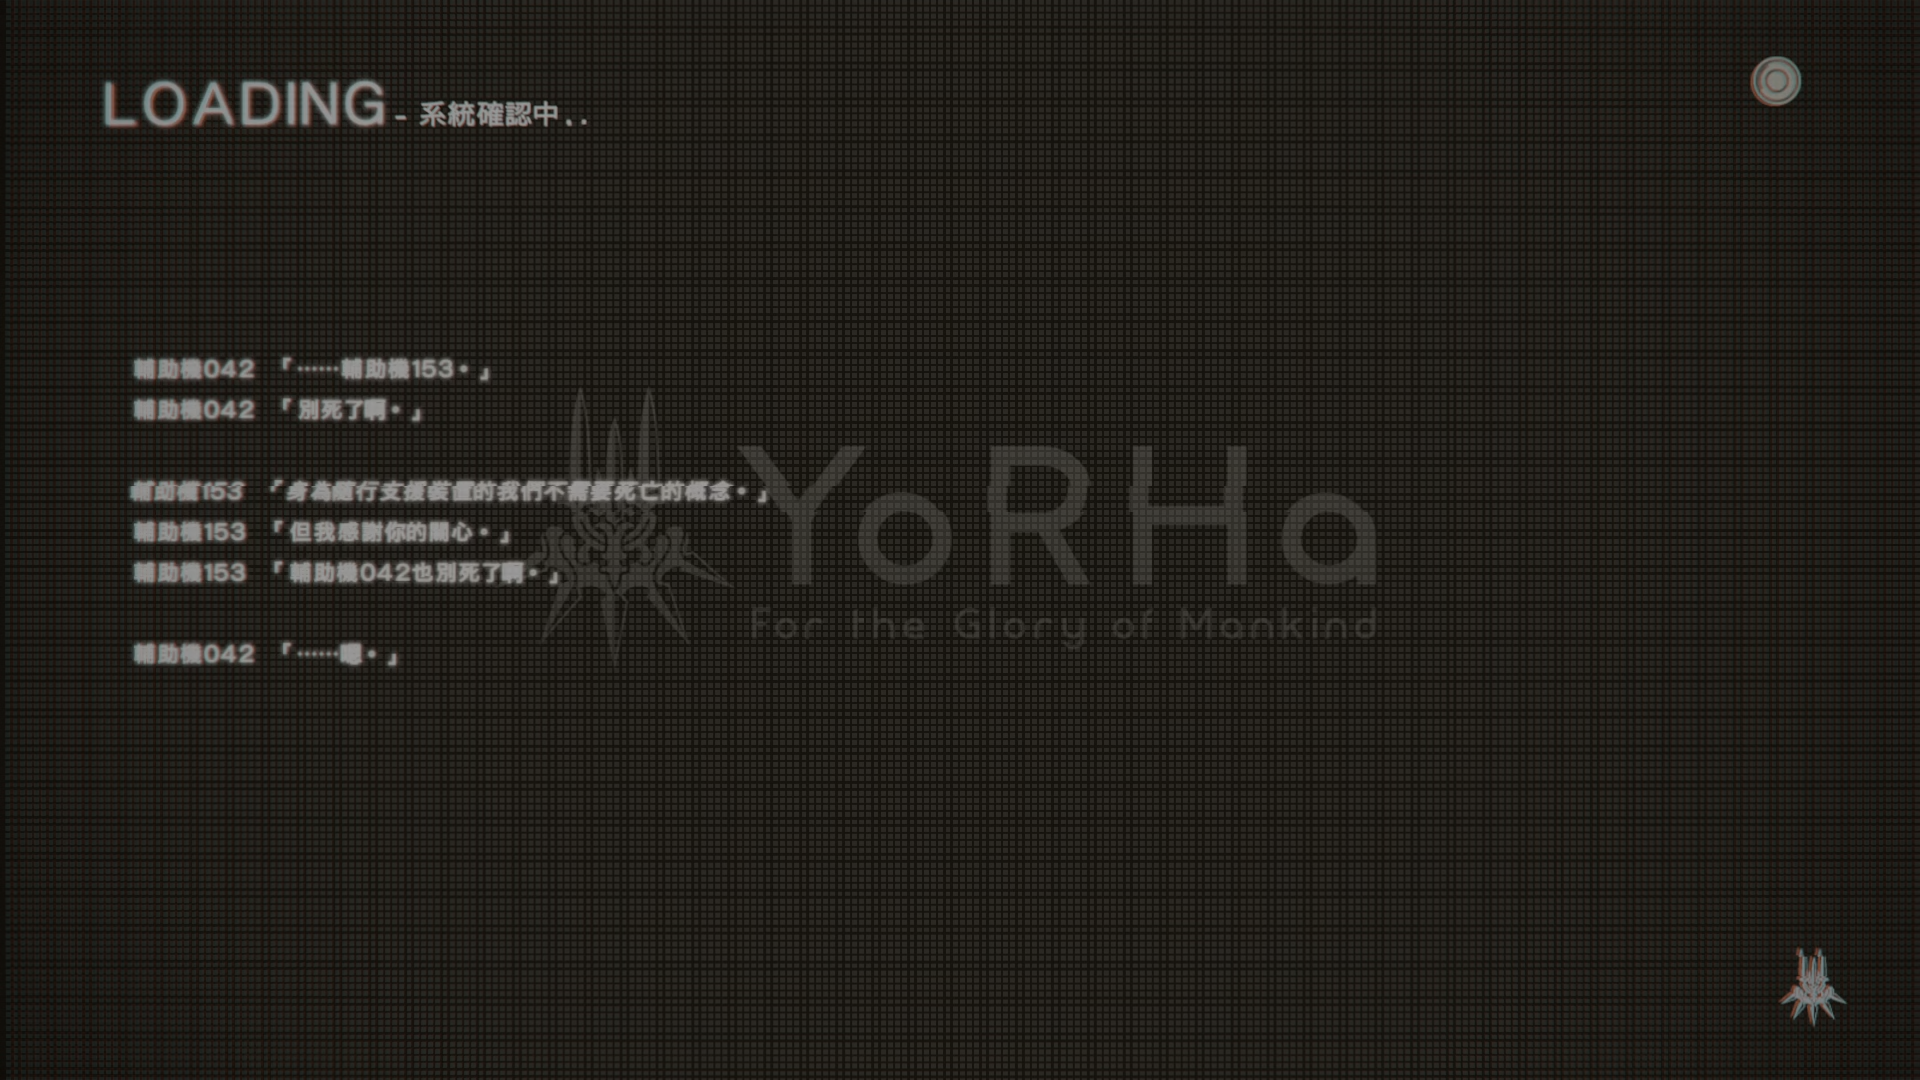 LOADING - 系統確認中..
輔助機042 『……輔助機153。』
輔助機042 『別死了啊。』
輔助機153 『身為隨行支援裝置的我們不需要死亡的概念。』
輔助機153 『但我感謝你的關心。』
輔助機153 『輔助機042也別死了啊。』
輔助機042 『……嗯。』
YoRHa
For the Glory of Mankind